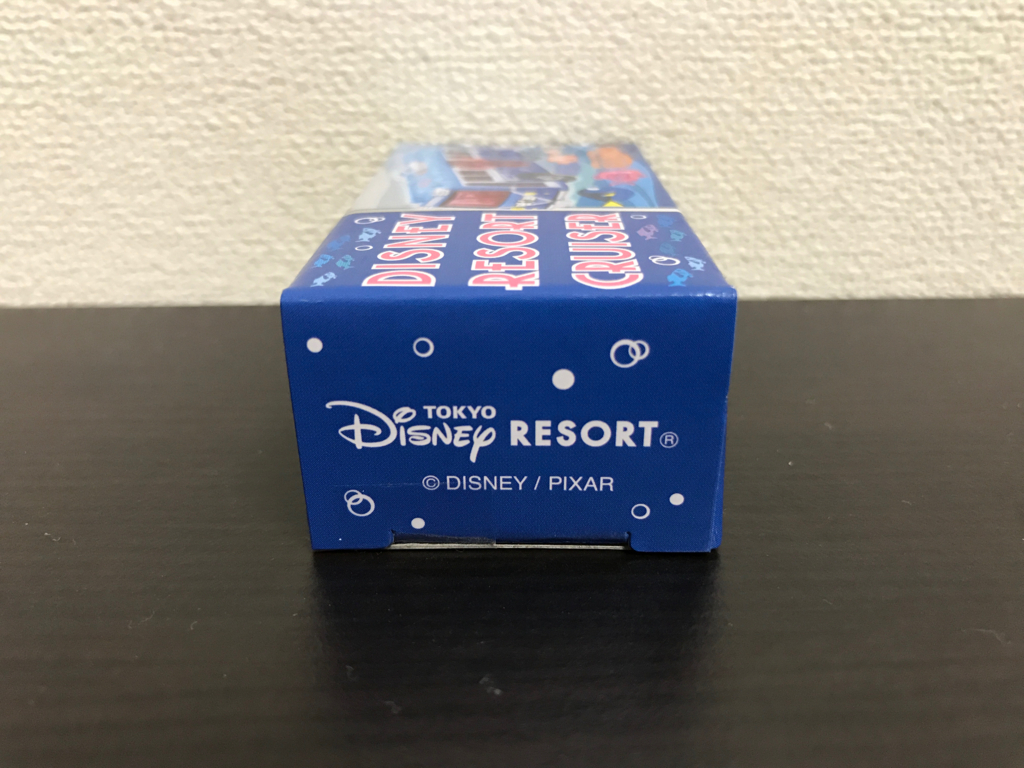 DISNEY
RESORT
CRUISER
TOKYO
DISNEY RESORT®
© DISNEY / PIXAR